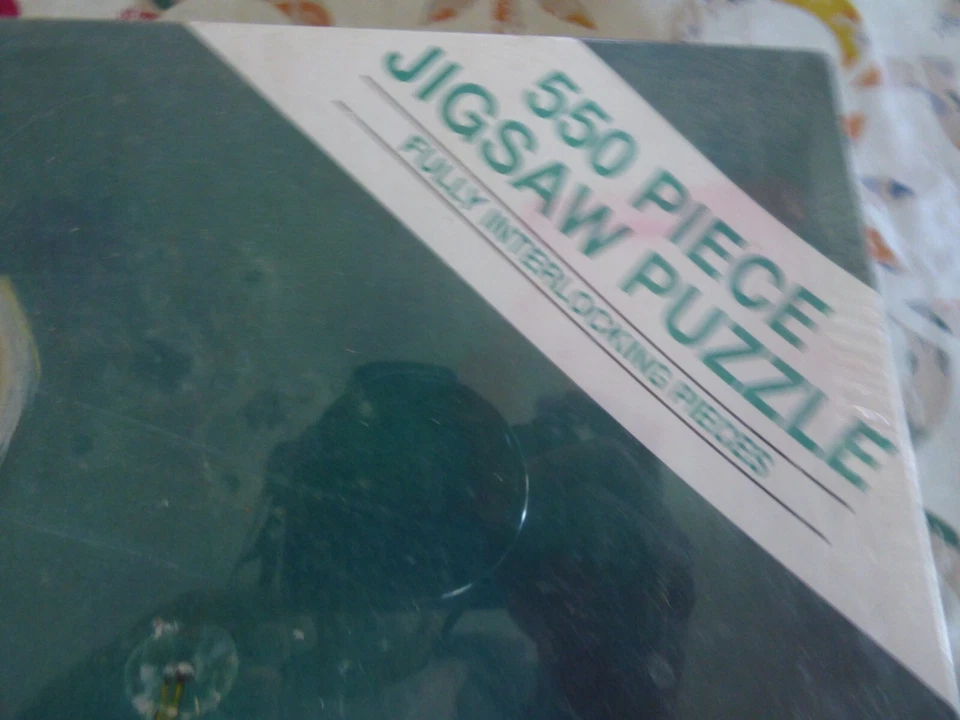 550 PIECE
JIGSAW PUZZLE
FULLY INTERLOCKING PIECES